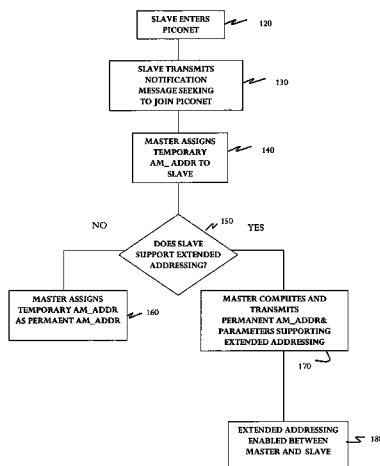 SLAVE ENTERS
PICONET
120
SLAVE TRANSMITS
NOTIFICATION
MESSAGE SEEKING
TO JOIN PICONET
130
MASTER ASSIGNS
TEMPORARY
AM_ ADDR TO
SLAVE
140
150
NO
YES
DOES SLAVE
SUPPORT EXTENDED
ADDRESSING?
MASTER ASSIGNS
TEMPORARY AM_ADDR
AS PERMAENT AM_ADDR
160
MASTER COMPUTES AND
TRANSMITS
PERMANENT AM_ADDR&
PARAMETERS SUPPORTING
EXTENDED ADDRESSING
170
EXTENDED ADDRESSING
ENABLED BETWEEN
MASTER AND SLAVE
180